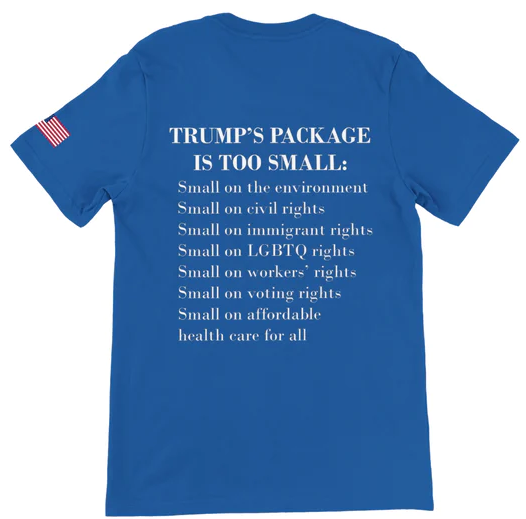 TRUMP’S PACKAGE
IS TOO SMALL:
Small on the environment
Small on civil rights
Small on immigrant rights
Small on LGBTQ rights
Small on workers’ rights
Small on voting rights
Small on affordable
health care for all